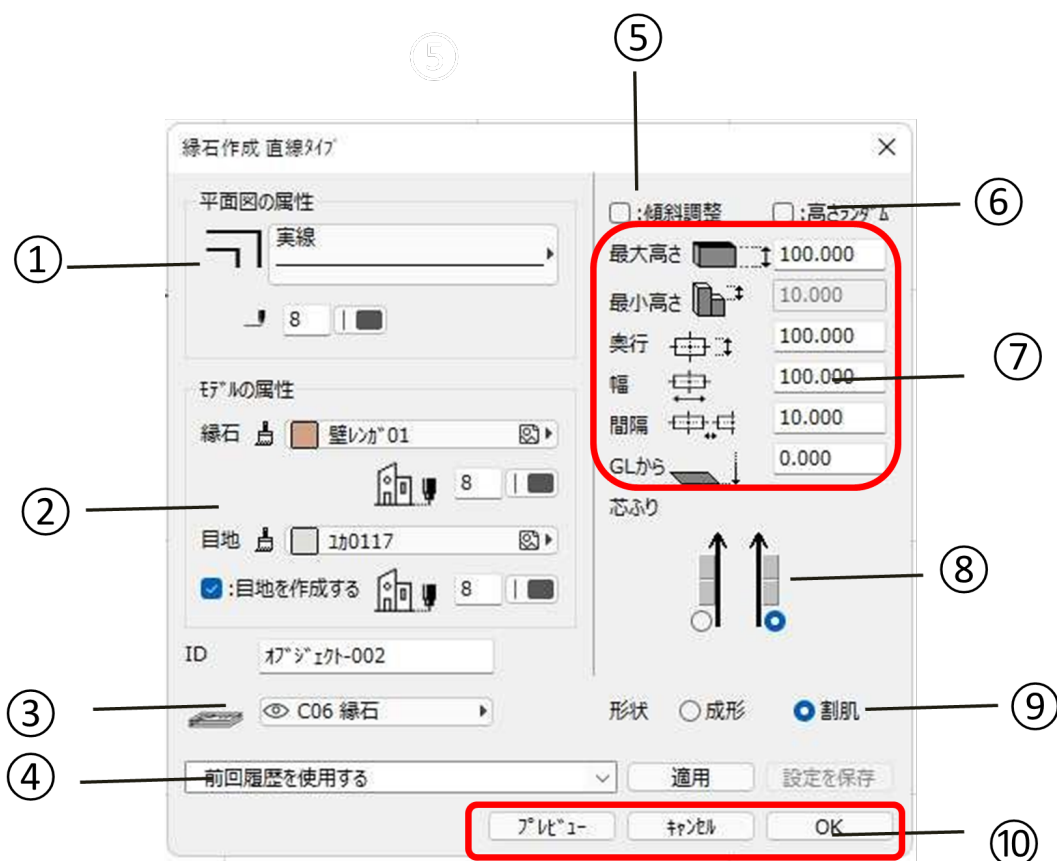 ⑤
⑤
縁石作成 直線ﾀｲﾌﾟ
平面図の属性
実線
8
①
ﾓﾃﾞﾙの属性
縁石 壁ﾚﾝｶﾞ01
8
②
目地 ﾕｶ0117
:目地を作成する 8
ID ｵﾌﾞｼﾞｪｸﾄ-002
③
C06 縁石
④
前回履歴を使用する 適用 設定を保存
:傾斜調整 :高さﾗﾝﾀﾞﾑ
⑥
最大高さ 100.000
最小高さ 10.000
奥行 100.000
幅 100.000
⑦
間隔 10.000
GLから 0.000
芯ふり
⑧
形状 成形 割肌
⑨
ﾌﾟﾚﾋﾞｭｰ ｷｬﾝｾﾙ OK
⑩